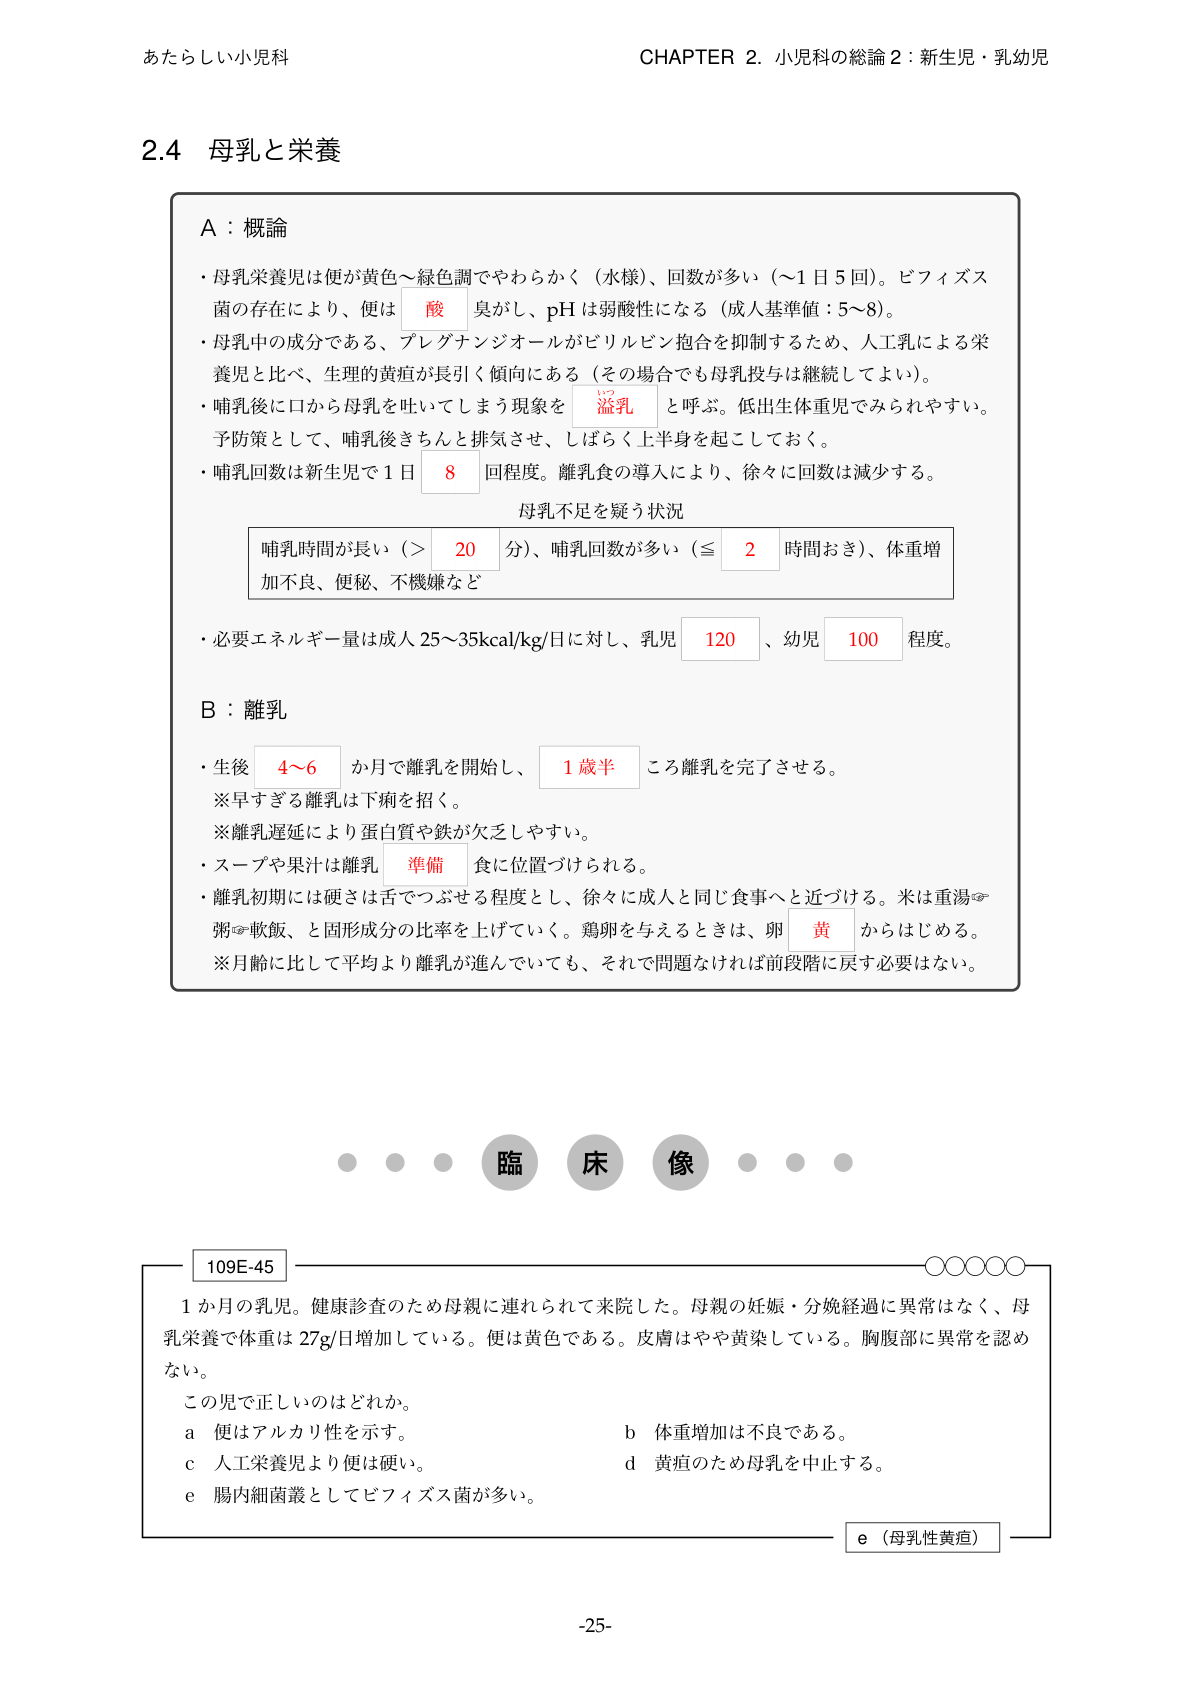 あたらしい小児科
CHAPTER 2. 小児科の総論 2：新生児・乳幼児
2.4 母乳と栄養
A：概論
・母乳栄養児は便が黄色〜緑色調でやわらかく（水様）、回数が多い（〜1 日 5 回）。ビフィズス
菌の存在により、便は 酸 臭がし、pH は弱酸性になる（成人基準値：5〜8）。
・母乳中の成分である、プレグナンジオールがビリルビン抱合を抑制するため、人工乳による栄
養児と比べ、生理的黄疸が長引く傾向にある（その場合でも母乳投与は継続してよい）。
いつ
・哺乳後に口から母乳を吐いてしまう現象を 溢乳 と呼ぶ。低出生体重児でみられやすい。
予防策として、哺乳後きちんと排気させ、しばらく上半身を起こしておく。
・哺乳回数は新生児で 1 日 8 回程度。離乳食の導入により、徐々に回数は減少する。
母乳不足を疑う状況
哺乳時間が長い（＞ 20 分）、哺乳回数が多い（≦ 2 時間おき）、体重増
加不良、便秘、不機嫌など
・必要エネルギー量は成人 25〜35kcal/kg/日に対し、乳児 120 、幼児 100 程度。
B：離乳
・生後 4〜6 か月で離乳を開始し、 1 歳半 ころ離乳を完了させる。
※早すぎる離乳は下痢を招く。
※離乳遅延により蛋白質や鉄が欠乏しやすい。
・スープや果汁は離乳 準備 食に位置づけられる。
・離乳初期には硬さは舌でつぶせる程度とし、徐々に成人と同じ食事へと近づける。米は重湯☞
粥☞軟飯、と固形成分の比率を上げていく。鶏卵を与えるときは、卵 黄 からはじめる。
※月齢に比して平均より離乳が進んでいても、それで問題なければ前段階に戻す必要はない。
臨 床 像
109E-45 ○○○○○
1 か月の乳児。健康診査のため母親に連れられて来院した。母親の妊娠・分娩経過に異常はなく、母
乳栄養で体重は 27g/日増加している。便は黄色である。皮膚はやや黄染している。胸腹部に異常を認め
ない。
この児で正しいのはどれか。
a 便はアルカリ性を示す。 b 体重増加は不良である。
c 人工栄養児より便は硬い。 d 黄疸のため母乳を中止する。
e 腸内細菌叢としてビフィズス菌が多い。
e （母乳性黄疸）
-25-